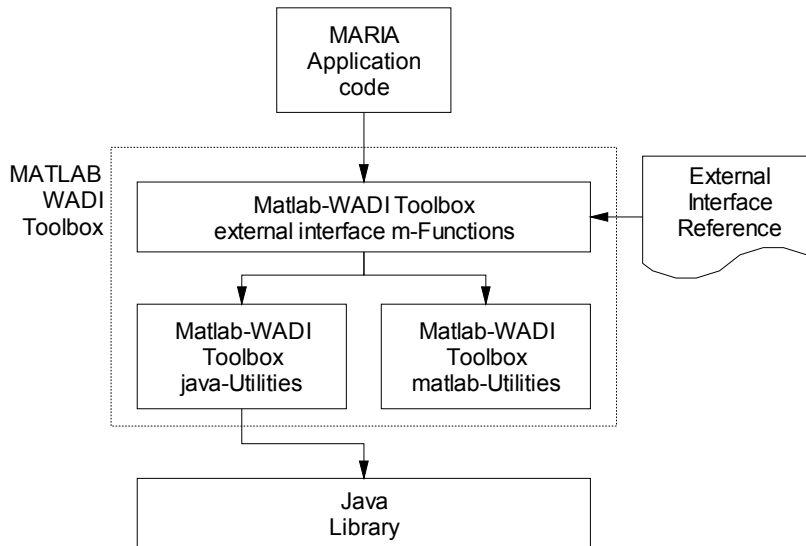 MARIA
Application
code
MATLAB
WADI
Toolbox
Matlab-WADI Toolbox
external interface m-Functions
External
Interface
Reference
Matlab-WADI
Toolbox
java-Utilities
Matlab-WADI
Toolbox
matlab-Utilities
Java
Library